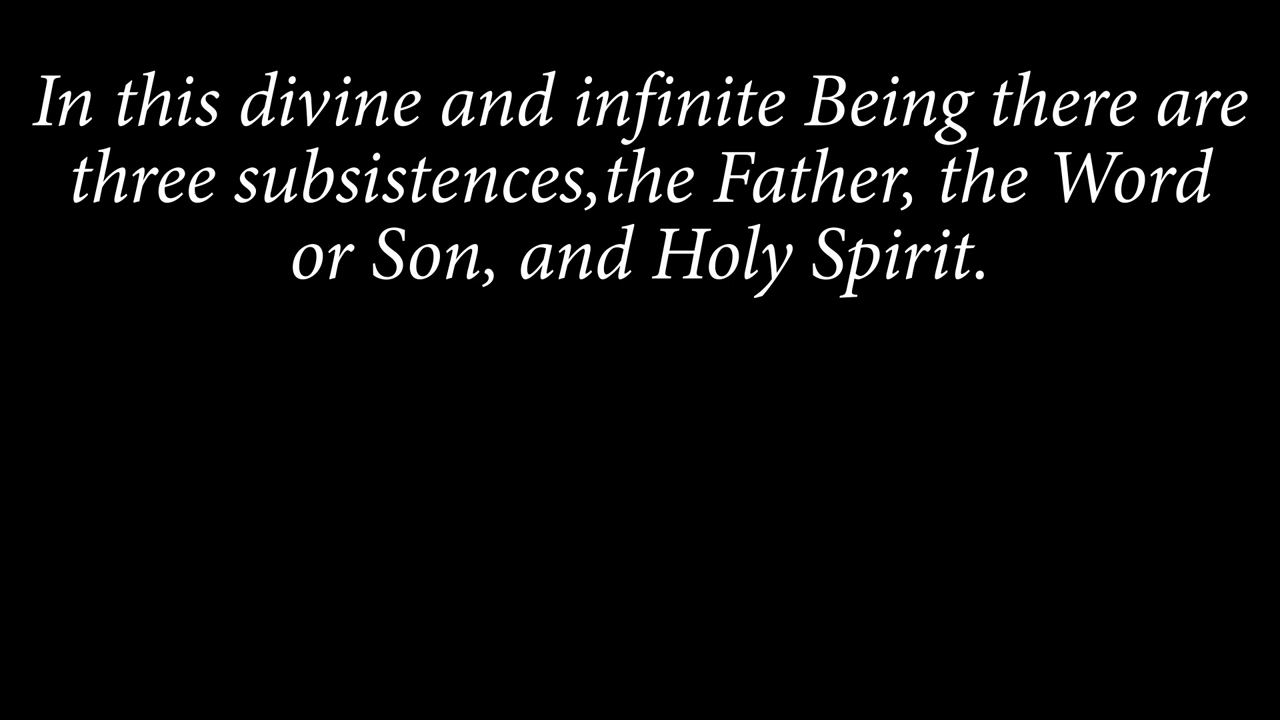 In this divine and infinite Being there are
three subsistences,the Father, the Word
or Son, and Holy Spirit.